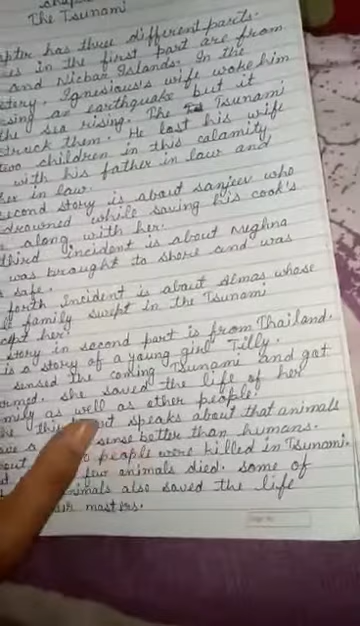 The Tsunami
has three different parts.
in the first part are from
and Nicbar Islands. In the
story, Ignesious's wife woke him
an earthquake but it
the sea rising. The Tsunami
struck them. He lost his wife
two children in this calamity
with his father in law and
in law.
second story is about sanjeev who
drowned while saving his cook's
along with her.
third incident is about Meghna
was brought to shore and was
safe.
forth Incident is about Almas whose
family swept in the Tsunami
her.
story in second part is from Thailand.
is a story of a young girl Tilly.
sensed the coming Tsunami and got
she saved the life of her
as well as other people.
speaks about that animals
a sense better than humans.
people were killed in Tsunami.
few animals died. some of
animals also saved the life
masters.